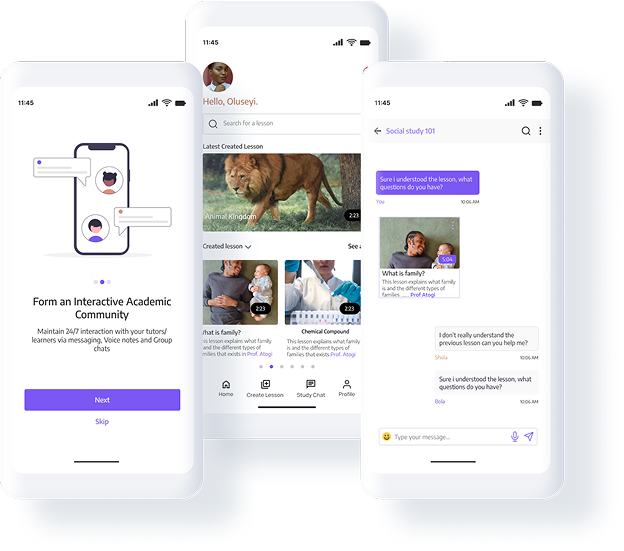 11:45
Form an Interactive Academic
Community
Maintain 24/7 interaction with your tutors/
learners via messaging, Voice notes and Group
chats
Next
Skip
11:45
Hello, Oluseyi.
Search for a lesson
Latest Created Lesson
Animal Kingdom
2:23
Created lesson
See a
2:23
2:23
What is family?
This lesson explains what family
is and the different types of
families that exists in Prof. Atogi
Chemical Compound
This lesson explains what family
is and the different types of
families that exist in Prof. Atogi
Home
Create Lesson
Study Chat
Profile
11:45
Social study 101
Sure i understood the lesson, what
questions do you have?
You
10:06 AM
5:04
What is family?
This lesson explains what family
is and the different types of
families ....... Prof Atogi
I don't really understand the
previous lesson can you help me?
Shola
10:06 AM
Sure i understood the lesson, what
questions do you have?
Bola
10:06 AM
Type your message...